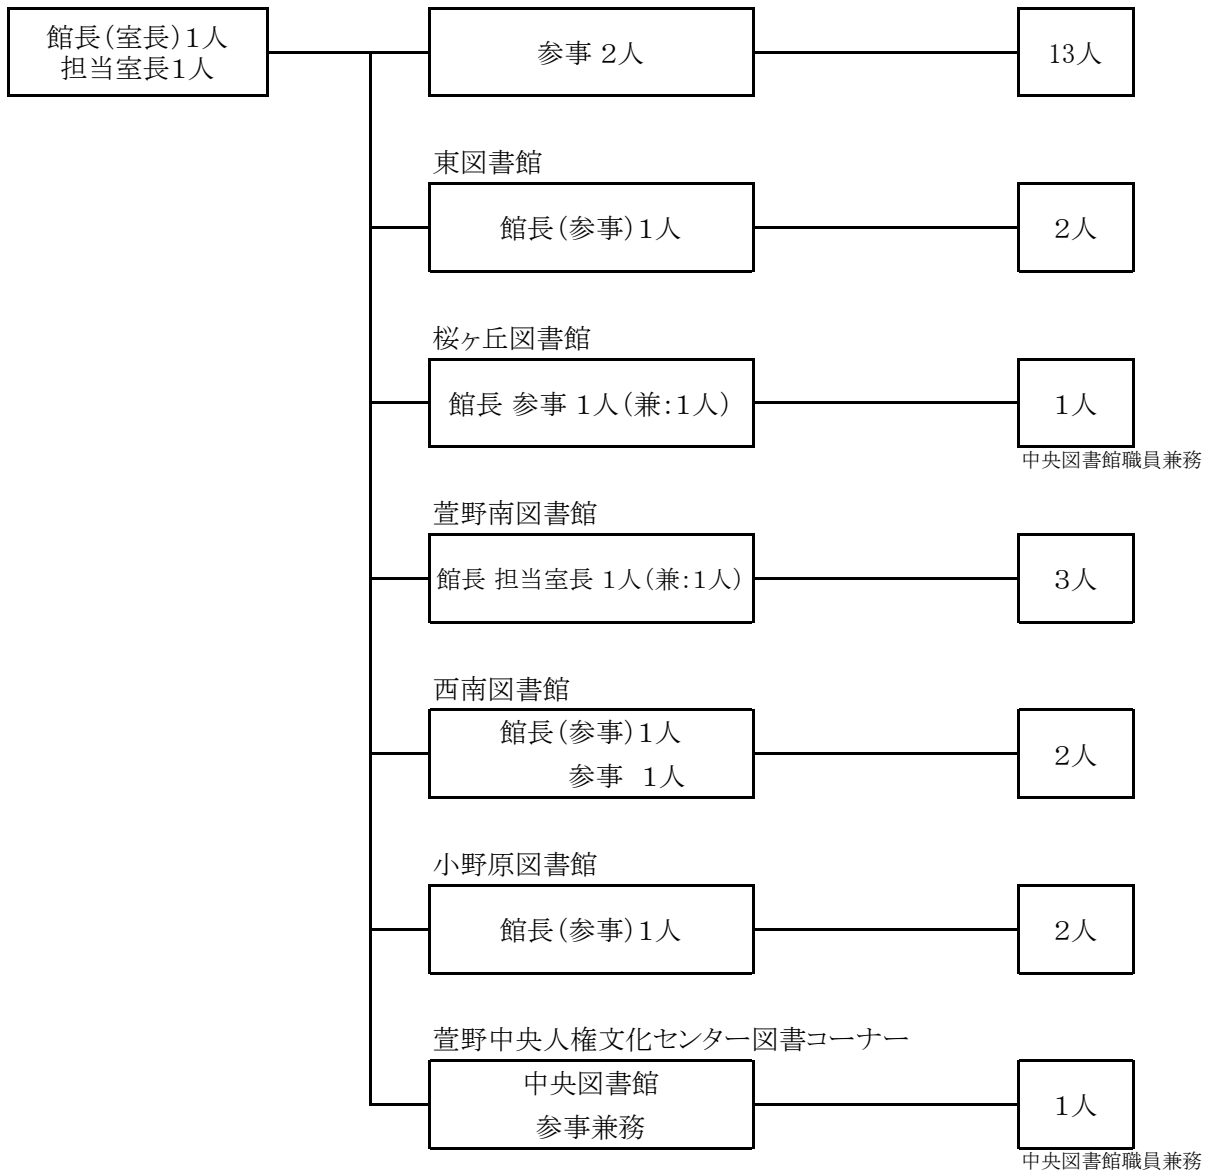 館長(室長)１人
担当室長１人
参事 ２人
13人
東図書館
館長(参事)１人
２人
桜ヶ丘図書館
館長 参事 １人(兼:１人)
１人
中央図書館職員兼務
萱野南図書館
館長 担当室長 １人(兼:１人)
３人
西南図書館
館長(参事)１人
参事　１人
２人
小野原図書館
館長(参事)１人
２人
萱野中央人権文化センター図書コーナー
中央図書館
参事兼務
１人
中央図書館職員兼務